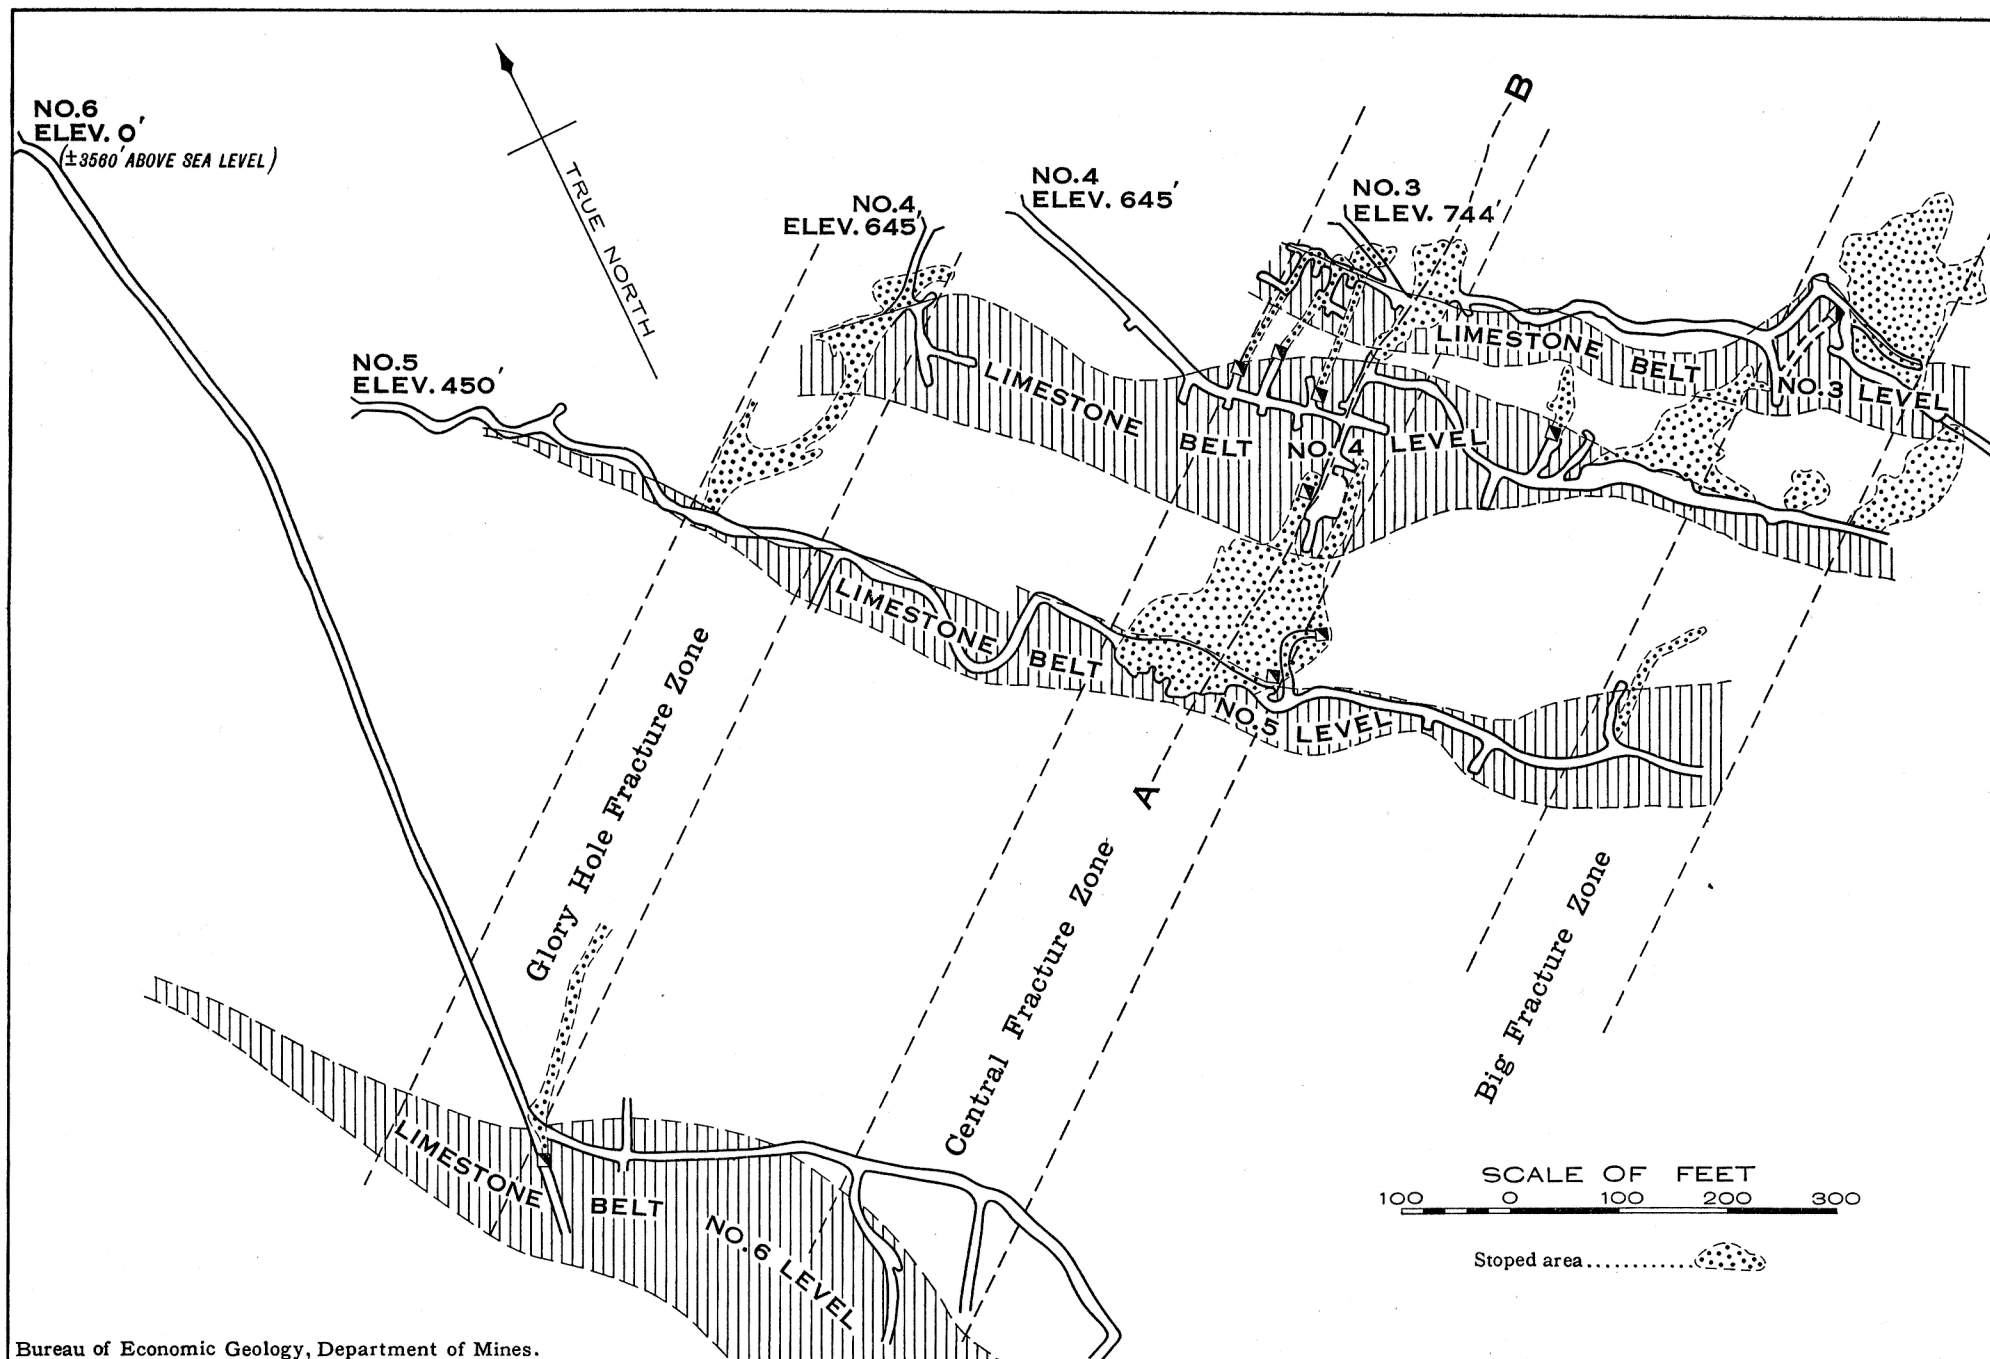 NO.6
ELEV. 0'
(±3560' ABOVE SEA LEVEL)
TRUE NORTH
NO.5
ELEV. 450'
NO.4
ELEV. 645'
NO.4
ELEV. 645'
NO.3
ELEV. 744'
B
LIMESTONE BELT NO.3 LEVEL
LIMESTONE BELT NO.4 LEVEL
LIMESTONE BELT NO.5 LEVEL
A
Glory Hole Fracture Zone
Central Fracture Zone
Big Fracture Zone
LIMESTONE BELT NO.6 LEVEL
SCALE OF FEET
100 0 100 200 300
Stoped area............
Bureau of Economic Geology, Department of Mines.